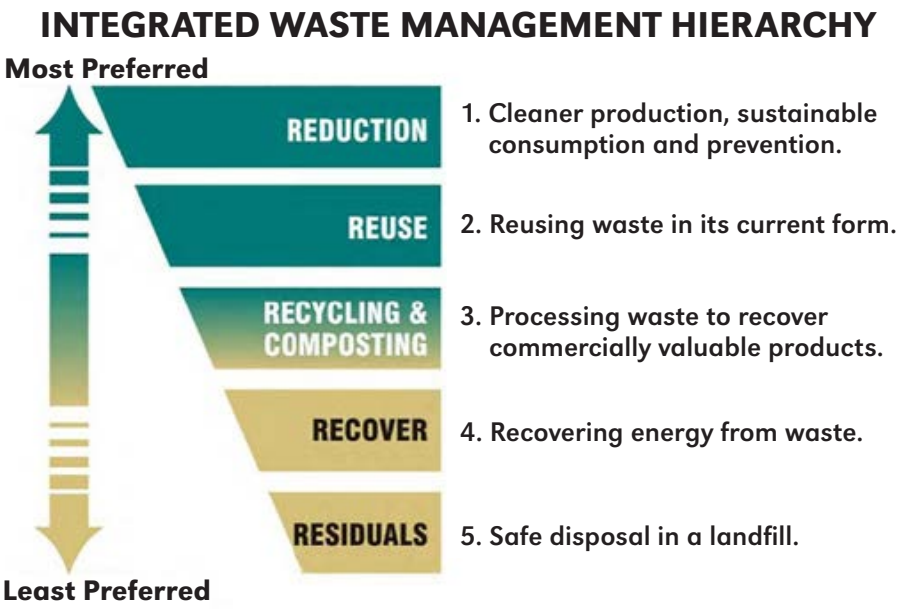 INTEGRATED WASTE MANAGEMENT HIERARCHY
Most Preferred
REDUCTION
1. Cleaner production, sustainable
consumption and prevention.
REUSE
2. Reusing waste in its current form.
RECYCLING &
COMPOSTING
3. Processing waste to recover
commercially valuable products.
RECOVER
4. Recovering energy from waste.
RESIDUALS
5. Safe disposal in a landfill.
Least Preferred